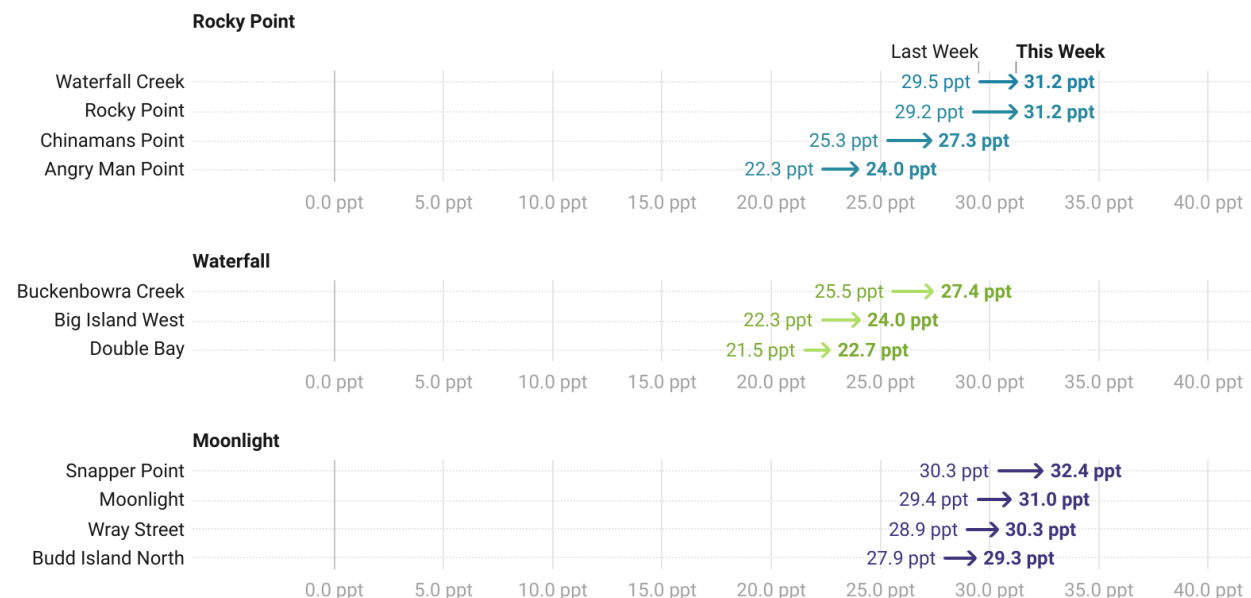 Rocky Point
Last Week This Week
Waterfall Creek 29.5 ppt 31.2 ppt
Rocky Point 29.2 ppt 31.2 ppt
Chinamans Point 25.3 ppt 27.3 ppt
Angry Man Point 22.3 ppt 24.0 ppt
0.0 ppt 5.0 ppt 10.0 ppt 15.0 ppt 20.0 ppt 25.0 ppt 30.0 ppt 35.0 ppt 40.0 ppt
Waterfall
Buckenbowra Creek 25.5 ppt 27.4 ppt
Big Island West 22.3 ppt 24.0 ppt
Double Bay 21.5 ppt 22.7 ppt
0.0 ppt 5.0 ppt 10.0 ppt 15.0 ppt 20.0 ppt 25.0 ppt 30.0 ppt 35.0 ppt 40.0 ppt
Moonlight
Snapper Point 30.3 ppt 32.4 ppt
Moonlight 29.4 ppt 31.0 ppt
Wray Street 28.9 ppt 30.3 ppt
Budd Island North 27.9 ppt 29.3 ppt
0.0 ppt 5.0 ppt 10.0 ppt 15.0 ppt 20.0 ppt 25.0 ppt 30.0 ppt 35.0 ppt 40.0 ppt